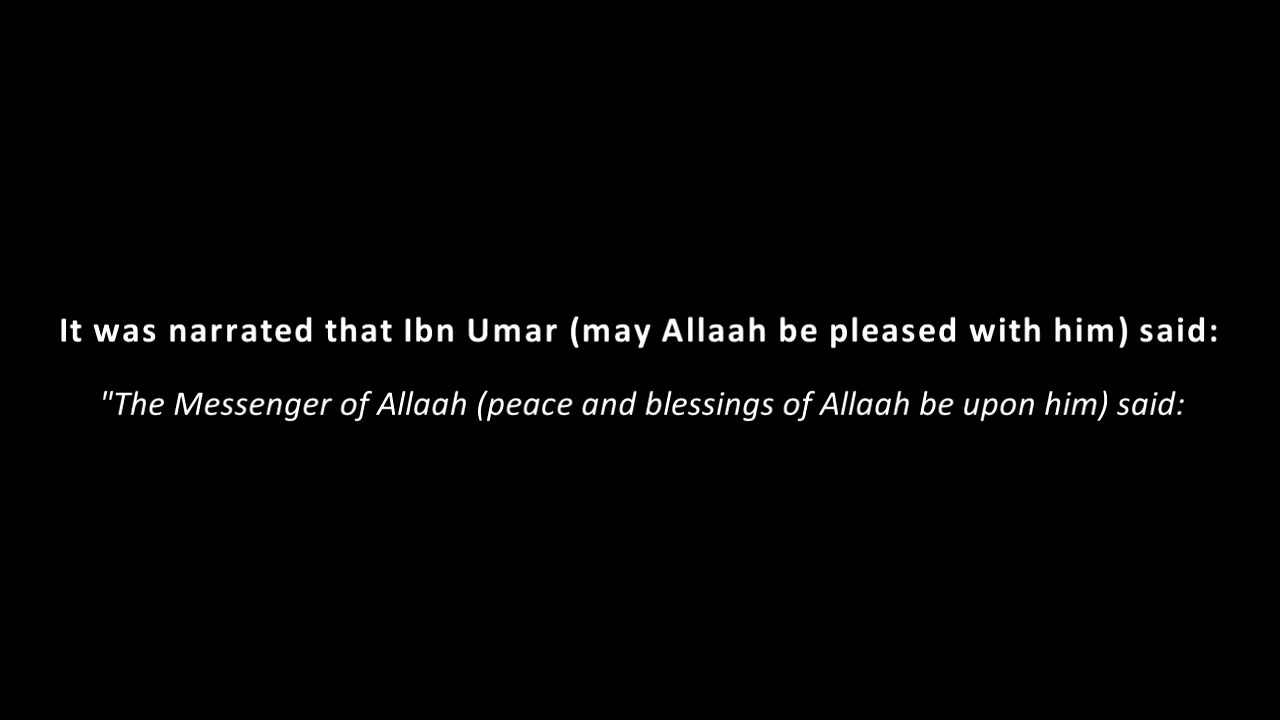 It was narrated that Ibn Umar (may Allaah be pleased with him) said:
"The Messenger of Allaah (peace and blessings of Allaah be upon him) said: